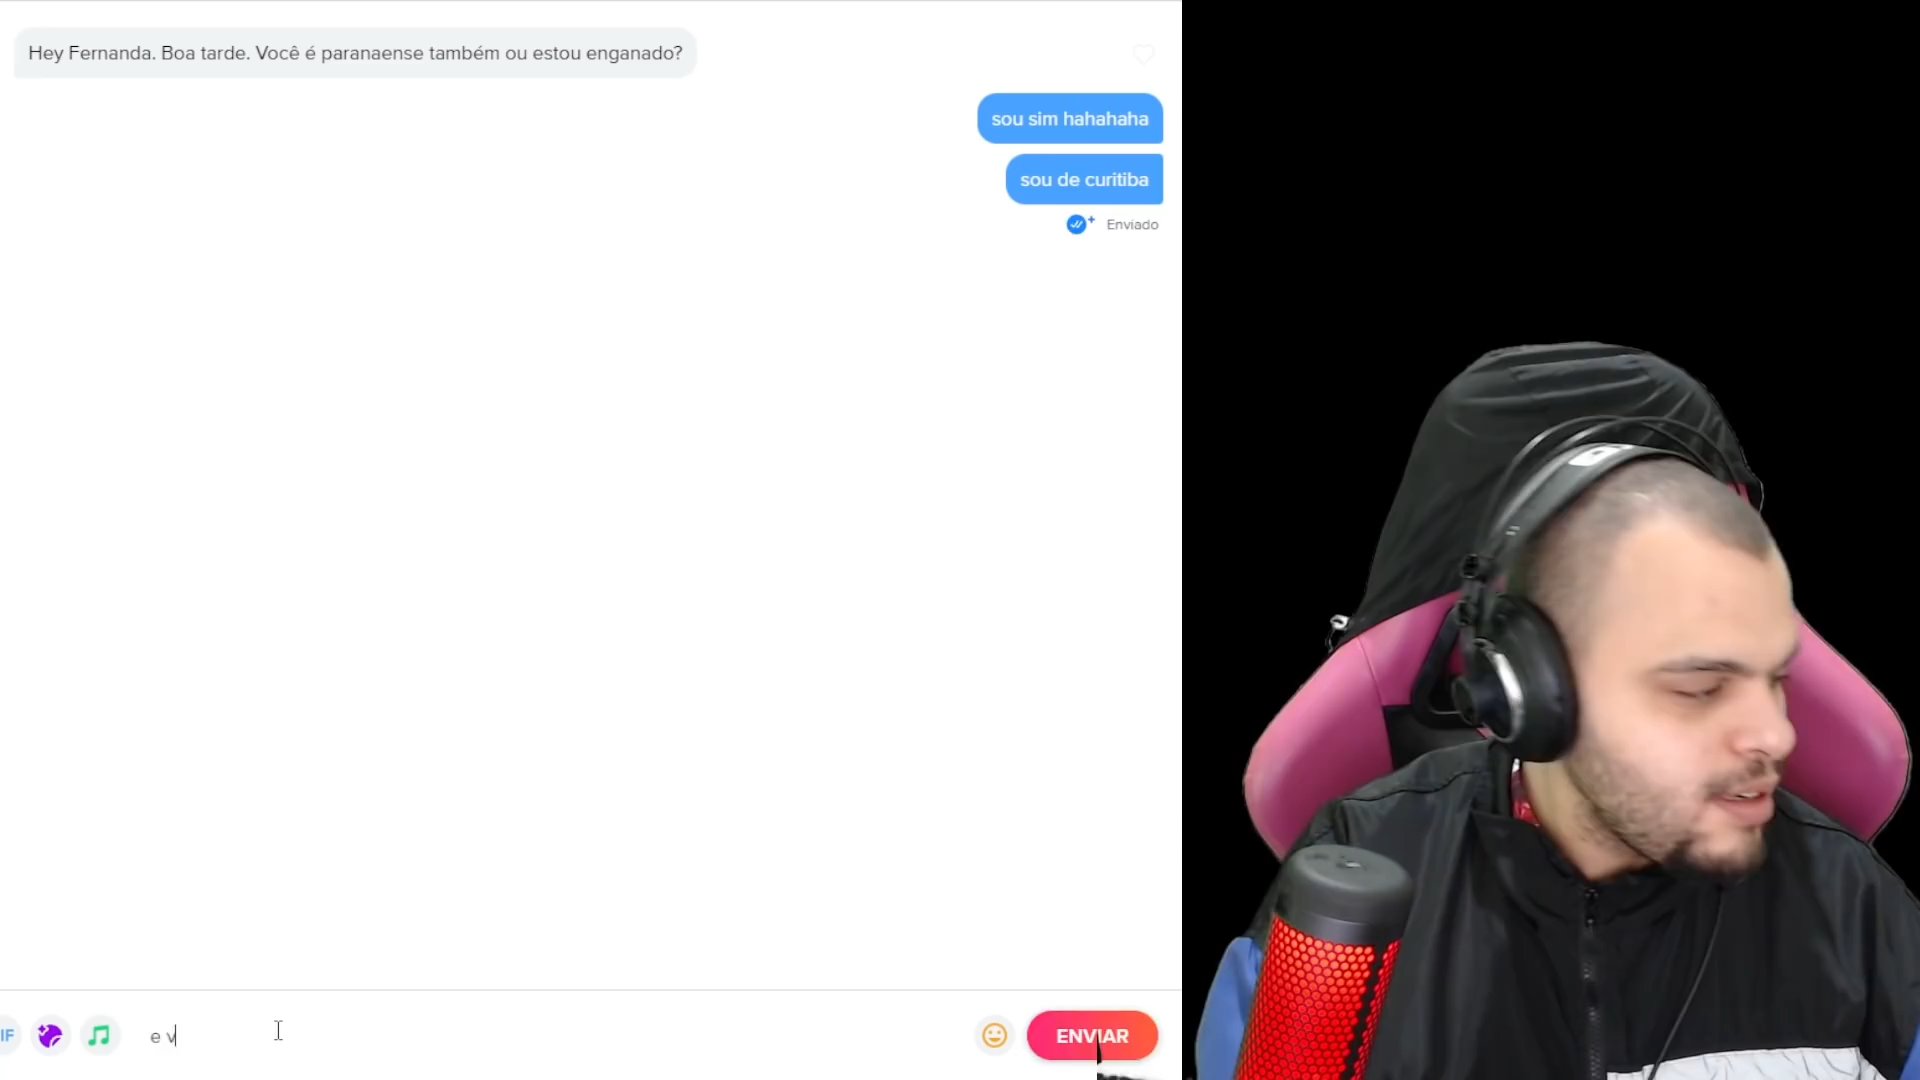 Hey Fernanda. Boa tarde. Você é paranaense também ou estou enganado?
sou sim hahahaha
sou de curitiba
Enviado
IF
e v
ENVIAR